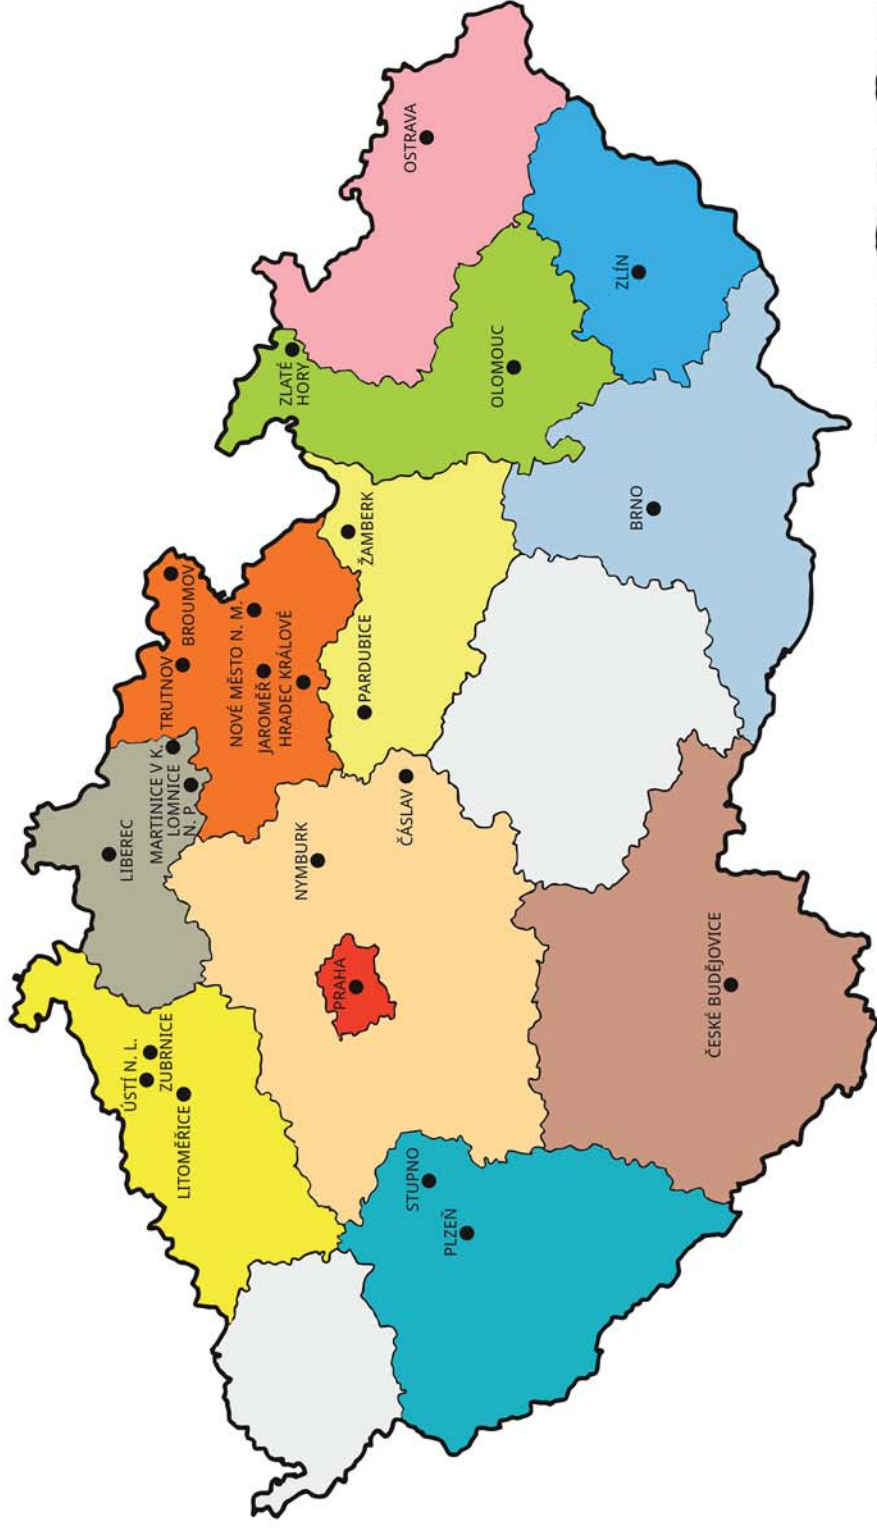 ÚSTÍ N. L.
ZUBRNICE
LITOMĚŘICE
LIBEREC
MARTINICE V K.
LOMNICE
N. P.
TRUTNOV
BROUMOV
NOVÉ MĚSTO N. M.
JAROMĚŘ
HRADEC KRÁLOVÉ
ZLATÉ
HORY
ŽAMBERK
PARDUBICE
NYMBURK
PRAHA
ČÁSLAV
OSTRAVA
STUPNO
PLZEŇ
OLOMOUC
ZLÍN
BRNO
ČESKÉ BUDĚJOVICE